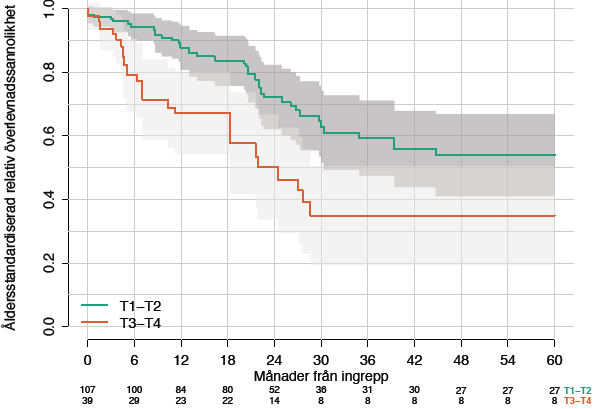 Åldersstandardiserad relativ överlevnadssannolikhet
1.0
0.8
0.6
0.4
0.2
0.0
T1–T2
T3–T4
0 6 12 18 24 30 36 42 48 54 60
Månader från ingrepp
107 100 84 80 52 36 31 30 27 27 27 T1–T2
39 29 23 22 14 8 8 8 8 8 8 T3–T4